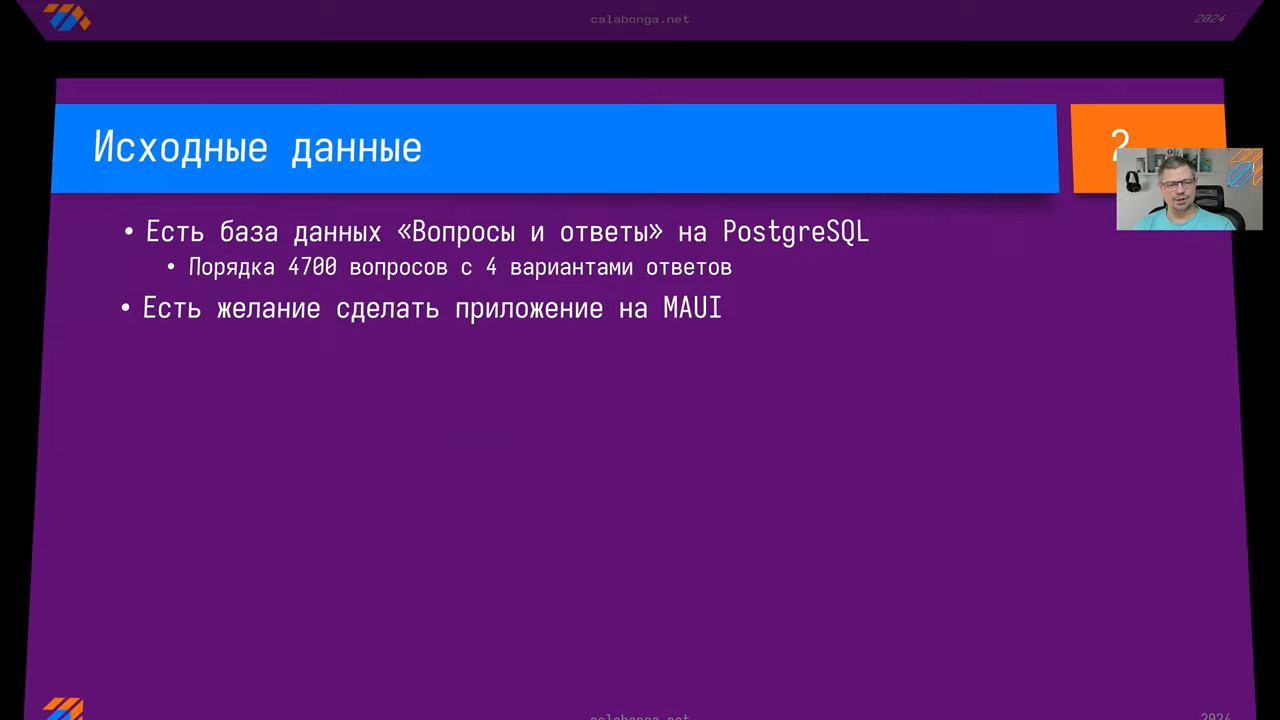 calabonga.net
2024
Исходные данные
2
• Есть база данных «Вопросы и ответы» на PostgreSQL
• Порядка 4700 вопросов с 4 вариантами ответов
• Есть желание сделать приложение на MAUI
calabonga.net
2024